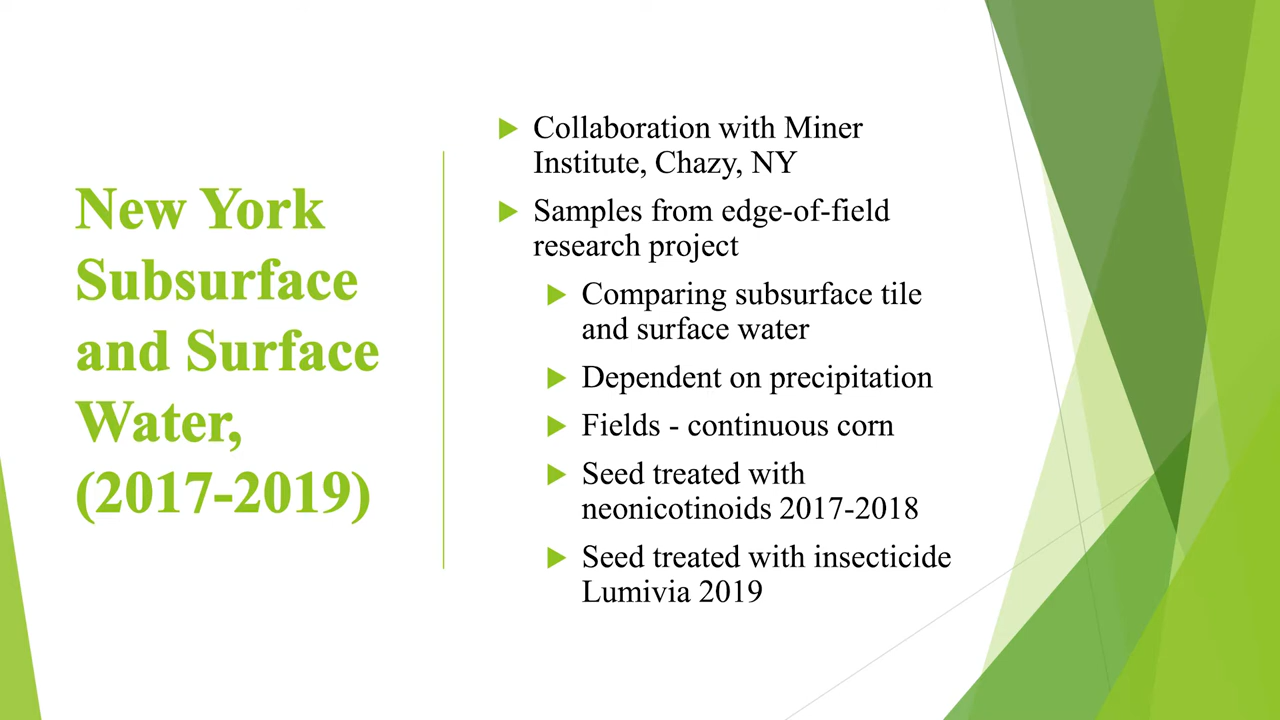 New York
Subsurface
and Surface
Water,
(2017-2019)
Collaboration with Miner
Institute, Chazy, NY
Samples from edge-of-field
research project
Comparing subsurface tile
and surface water
Dependent on precipitation
Fields - continuous corn
Seed treated with
neonicotinoids 2017-2018
Seed treated with insecticide
Lumivia 2019